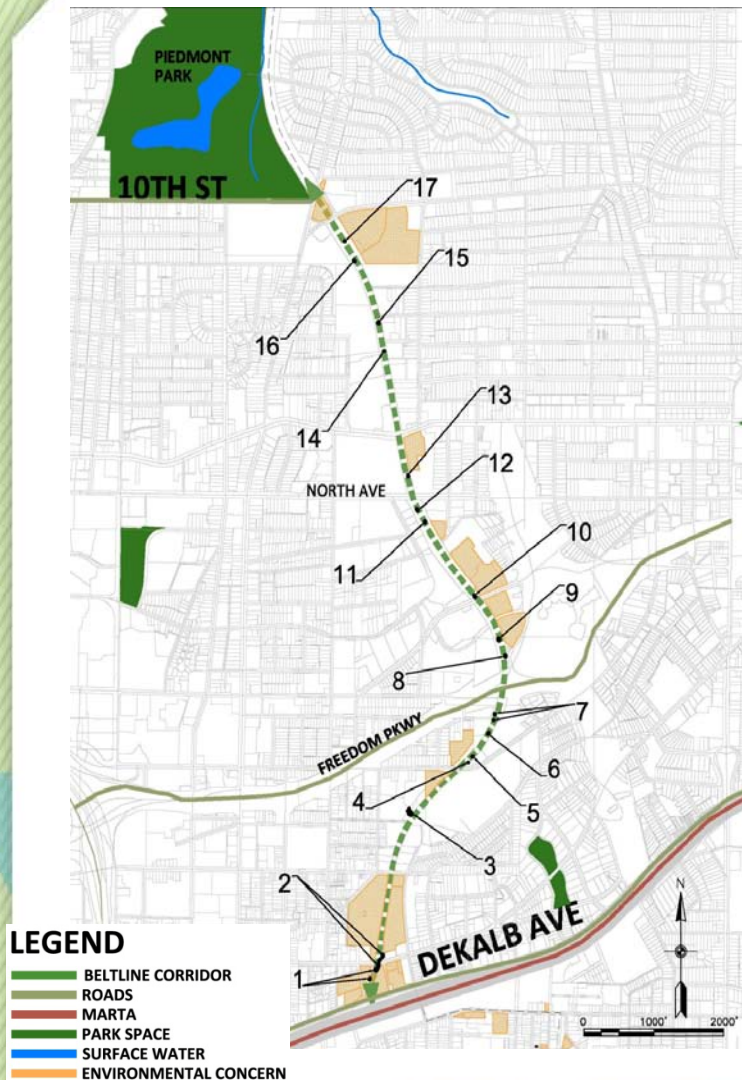 PIEDMONT
PARK
10TH ST
17
15
16
14
13
NORTH AVE
12
11
10
9
8
7
FREEDOM PKWY
6
4
5
3
2
DEKALB AVE
N
1
0 1000' 2000'
LEGEND
BELTLINE CORRIDOR
ROADS
MARTA
PARK SPACE
SURFACE WATER
ENVIRONMENTAL CONCERN